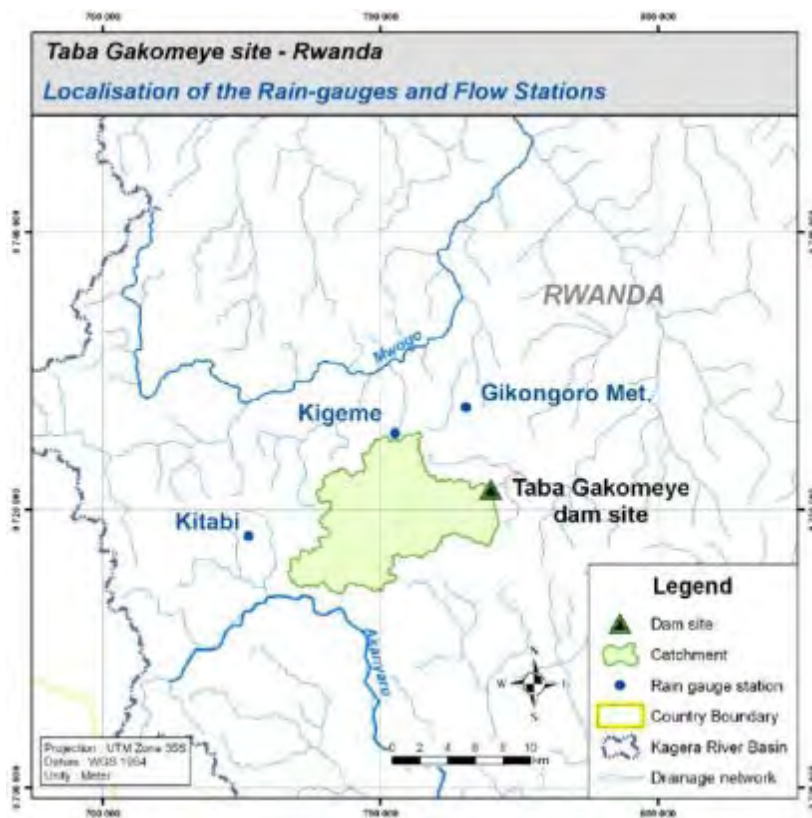 Taba Gakomeye site - Rwanda
Localisation of the Rain-gauges and Flow Stations
RWANDA
Mwogo
Gikongoro Met.
Kigeme
Taba Gakomeye
dam site
Kitabi
Akanyaru
Legend
Dam site
Catchment
Rain gauge station
Country Boundary
Kagera River Basin
Drainage network
N
W
S
0 2 4 6 8 10
km
Projection : UTM Zone 35S
Datum : WGS 1984
Unity : Meter